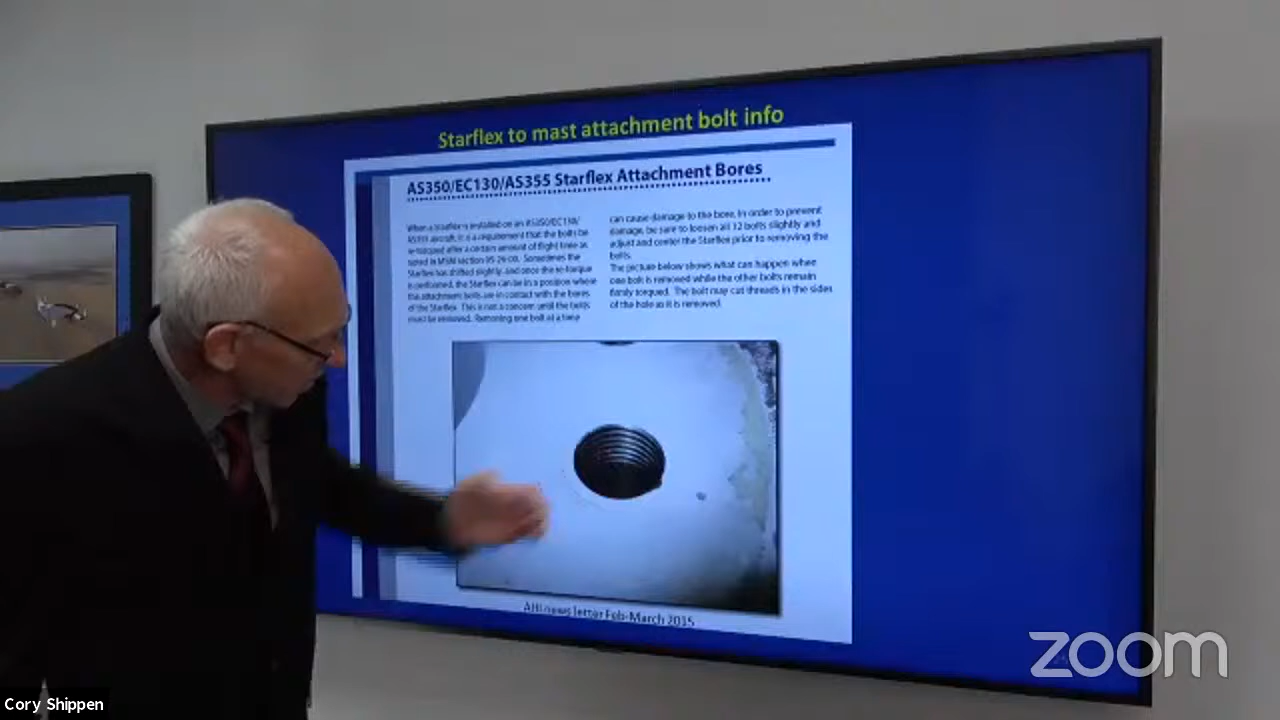 Starflex to mast attachment bolt info
AS350/EC130/AS355 Starflex Attachment Bores
When a starflex is installed on an AS350/EC130/
AS355 aircraft, it is a requirement that the bolts be
re-torqued after a certain amount of flight time as
noted in MSM section 05-26-00. Sometimes the
Starflex has shifted slightly, and once the re-torque
is performed, the Starflex can be in a position where
the attachment bolts are in contact with the bores
of the Starflex. This is not a concern until the bolts
must be removed. Removing one bolt at a time
can cause damage to the bore. In order to prevent
damage, be sure to loosen all 12 bolts slightly and
adjust and center the Starflex prior to removing the
bolts.
The picture below shows what can happen when
one bolt is removed while the other bolts remain
firmly torqued. The bolt may cut threads in the sides
of the hole as it is removed.
AHI news letter Feb-March 2015
zoom
Cory Shippen